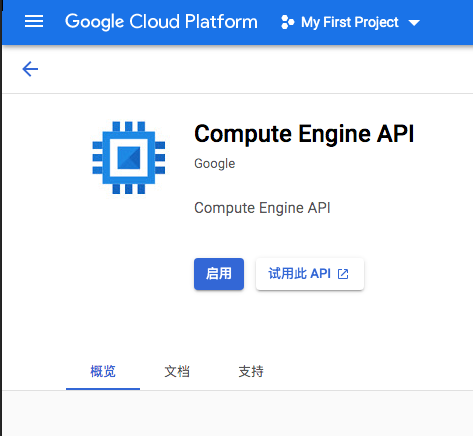 Google Cloud Platform My First Project
Compute Engine API
Google
Compute Engine API
启用 试用此 API
概览 文档 支持